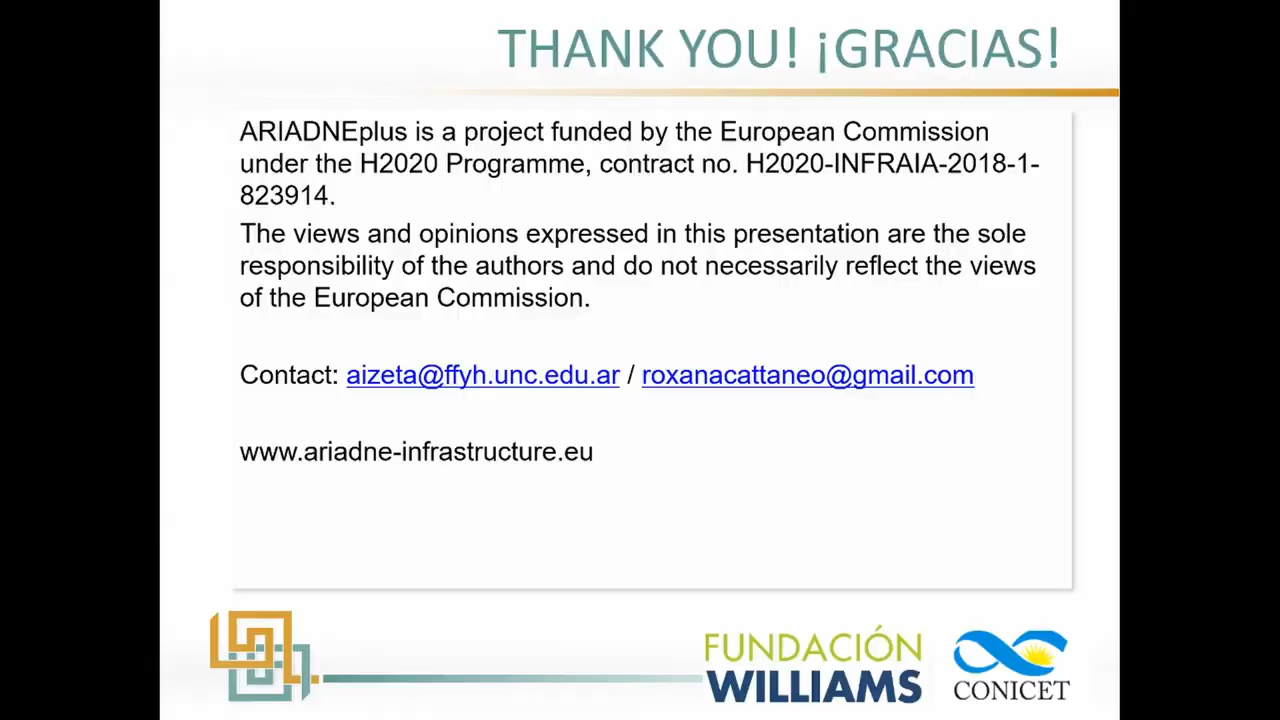 THANK YOU! ¡GRACIAS!
ARIADNEplus is a project funded by the European Commission
under the H2020 Programme, contract no. H2020-INFRAIA-2018-1-
823914.
The views and opinions expressed in this presentation are the sole
responsibility of the authors and do not necessarily reflect the views
of the European Commission.
Contact: aizeta@ffyh.unc.edu.ar / roxanacattaneo@gmail.com
www.ariadne-infrastructure.eu
FUNDACIÓN
WILLIAMS
CONICET